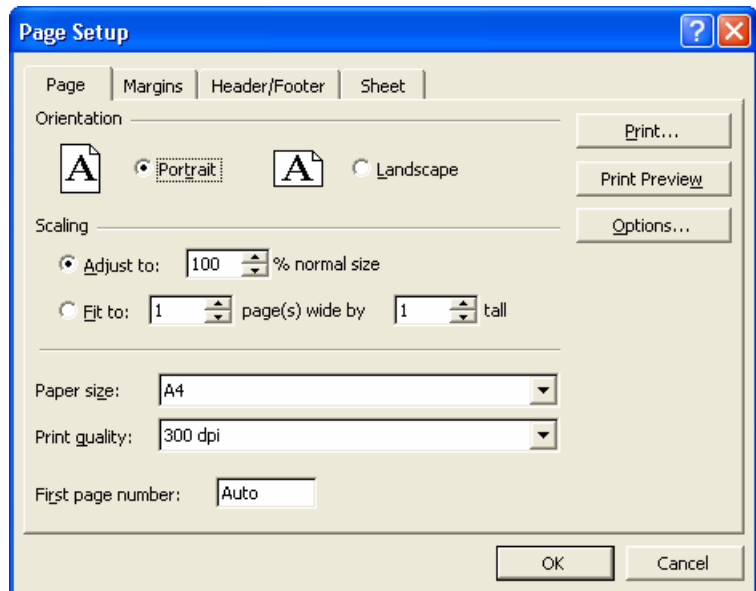 Page Setup
Page Margins Header/Footer Sheet
Orientation
Print...
A Portrait A Landscape
Print Preview
Scaling
Options...
Adjust to: 100 % normal size
Fit to: 1 page(s) wide by 1 tall
Paper size: A4
Print quality: 300 dpi
First page number: Auto
OK Cancel